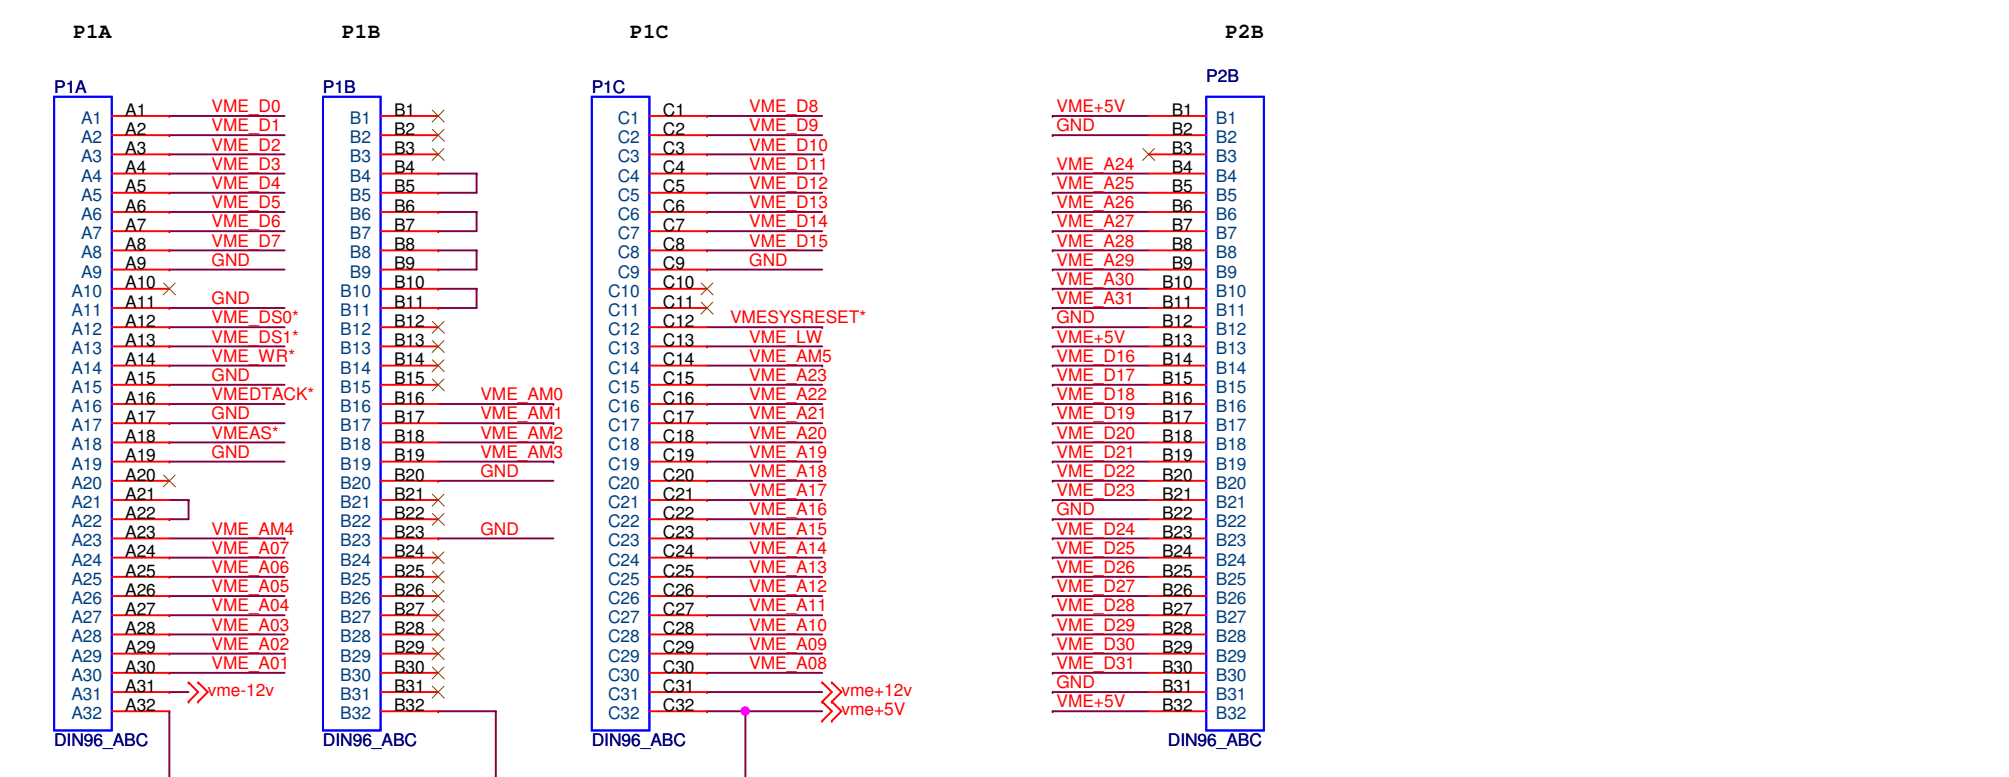 P1A P1B P1C P2B
P1A P1B P1C P2B
A1 A1 VME_D0 B1 B1 C1 C1 VME_D8 VME+5V B1 B1
A2 A2 VME_D1 B2 B2 C2 C2 VME_D9 GND B2 B2
A3 A3 VME_D2 B3 B3 C3 C3 VME_D10 B3 B3
A4 A4 VME_D3 B4 B4 C4 C4 VME_D11 VME_A24 B4 B4
A5 A5 VME_D4 B5 B5 C5 C5 VME_D12 VME_A25 B5 B5
A6 A6 VME_D5 B6 B6 C6 C6 VME_D13 VME_A26 B6 B6
A7 A7 VME_D6 B7 B7 C7 C7 VME_D14 VME_A27 B7 B7
A8 A8 VME_D7 B8 B8 C8 C8 VME_D15 VME_A28 B8 B8
A9 A9 GND B9 B9 C9 C9 GND VME_A29 B9 B9
A10 A10 B10 B10 C10 C10 VME_A30 B10 B10
A11 A11 GND B11 B11 C11 C11 VME_A31 B11 B11
A12 A12 VME_DS0* B12 B12 C12 C12 VMESYSRESET* GND B12 B12
A13 A13 VME_DS1* B13 B13 C13 C13 VME_LW VME+5V B13 B13
A14 A14 VME_WR* B14 B14 C14 C14 VME_AM5 VME_D16 B14 B14
A15 A15 GND B15 B15 C15 C15 VME_A23 VME_D17 B15 B15
A16 A16 VMEDTACK* B16 B16 VME_AM0 C16 C16 VME_A22 VME_D18 B16 B16
A17 A17 GND B17 B17 VME_AM1 C17 C17 VME_A21 VME_D19 B17 B17
A18 A18 VMEAS* B18 B18 VME_AM2 C18 C18 VME_A20 VME_D20 B18 B18
A19 A19 GND B19 B19 VME_AM3 C19 C19 VME_A19 VME_D21 B19 B19
A20 A20 B20 B20 GND C20 C20 VME_A18 VME_D22 B20 B20
A21 A21 B21 B21 C21 C21 VME_A17 VME_D23 B21 B21
A22 A22 B22 B22 C22 C22 VME_A16 GND B22 B22
A23 A23 VME_AM4 B23 B23 GND C23 C23 VME_A15 VME_D24 B23 B23
A24 A24 VME_A07 B24 B24 C24 C24 VME_A14 VME_D25 B24 B24
A25 A25 VME_A06 B25 B25 C25 C25 VME_A13 VME_D26 B25 B25
A26 A26 VME_A05 B26 B26 C26 C26 VME_A12 VME_D27 B26 B26
A27 A27 VME_A04 B27 B27 C27 C27 VME_A11 VME_D28 B27 B27
A28 A28 VME_A03 B28 B28 C28 C28 VME_A10 VME_D29 B28 B28
A29 A29 VME_A02 B29 B29 C29 C29 VME_A09 VME_D30 B29 B29
A30 A30 VME_A01 B30 B30 C30 C30 VME_A08 VME_D31 B30 B30
A31 A31 vme-12v B31 B31 C31 C31 vme+12v GND B31 B31
A32 A32 B32 B32 C32 C32 vme+5V VME+5V B32 B32
DIN96_ABC DIN96_ABC DIN96_ABC DIN96_ABC